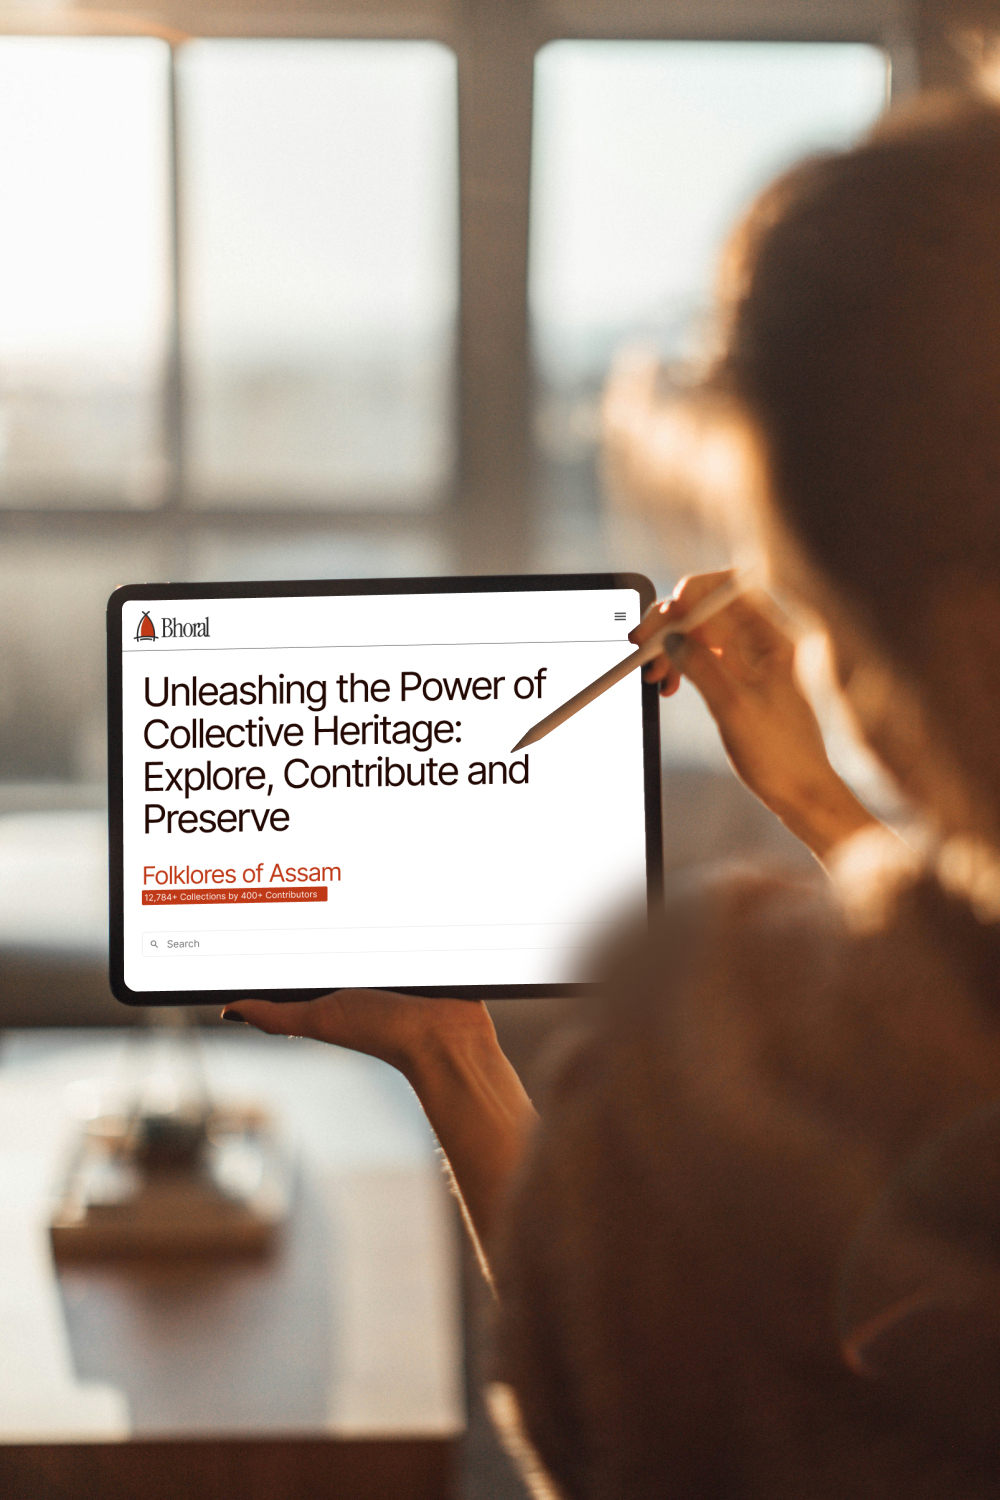 Bhoral
Unleashing the Power of
Collective Heritage:
Explore, Contribute and
Preserve
Folklores of Assam
12,784+ Collections by 400+ Contributors
Search